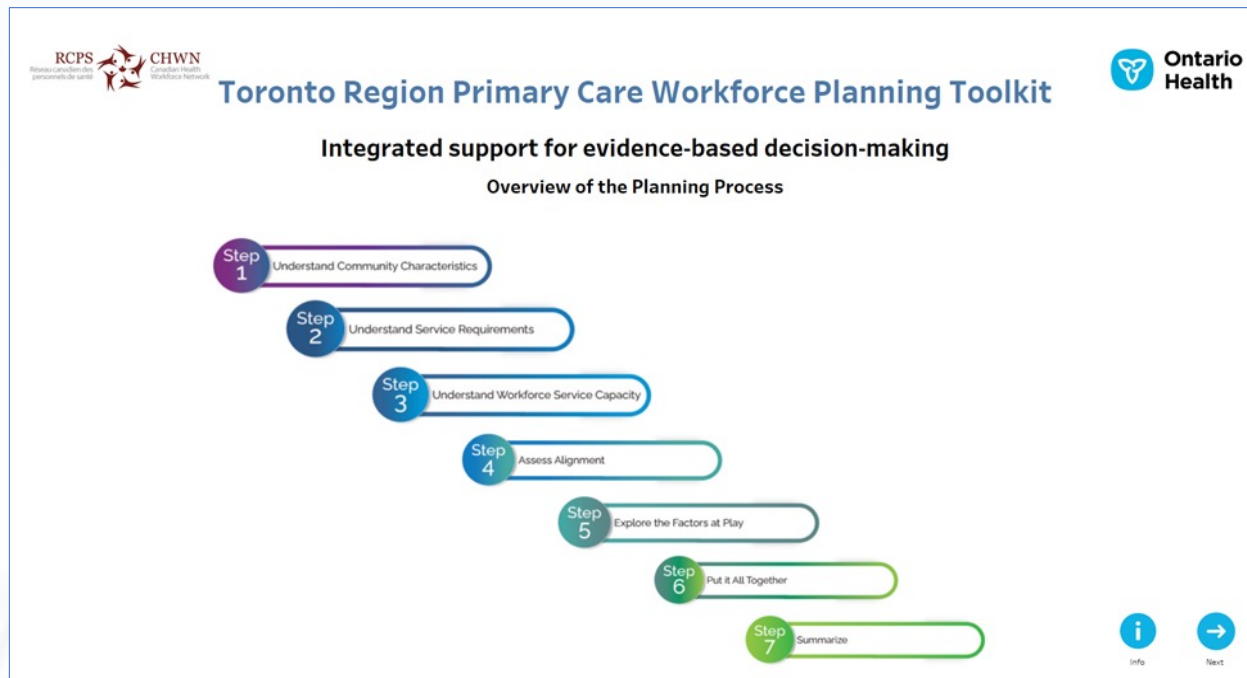 RCPS
Réseau canadien des
personnels de santé
CHWN
Canadian Health
Workforce Network
Ontario
Health
Toronto Region Primary Care Workforce Planning Toolkit
Integrated support for evidence-based decision-making
Overview of the Planning Process
Step
1
Understand Community Characteristics
Step
2
Understand Service Requirements
Step
3
Understand Workforce Service Capacity
Step
4
Assess Alignment
Step
5
Explore the Factors at Play
Step
6
Put it All Together
Step
7
Summarize
i
Info
Next